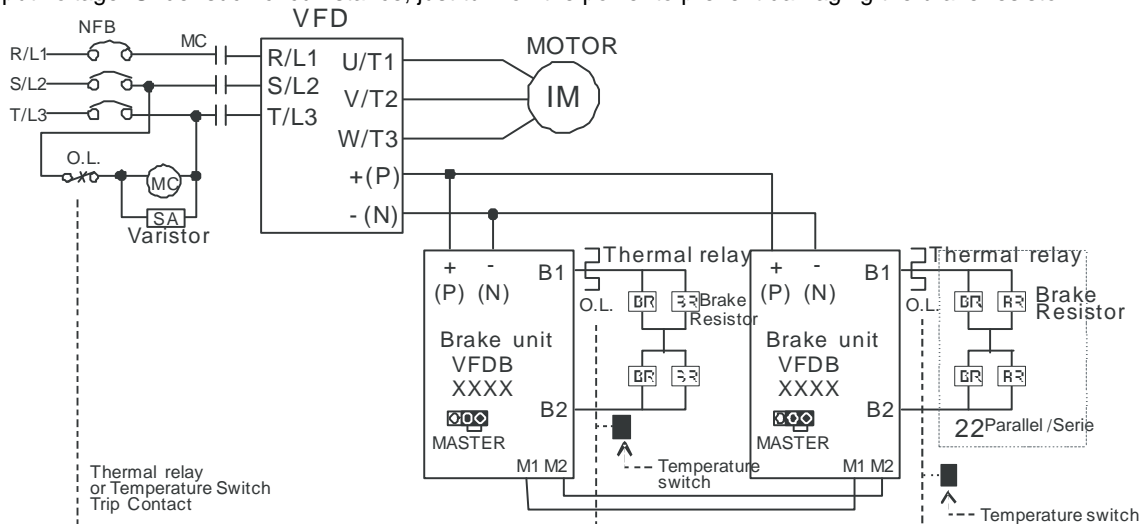 VFD
NFB
MC
R/L1
S/L2
T/L3
R/L1
S/L2
T/L3
U/T1
V/T2
W/T3
+(P)
- (N)
MOTOR
IM
O.L.
MC
SA
Varistor
Thermal relay
or Temperature Switch
Trip Contact
+ -
(P) (N)
B1
Brake unit
VFDB
XXXX
B2
MASTER
M1 M2
Thermal relay
O.L.
BR
BR
Brake
Resistor
BR
BR
Temperature
switch
+ -
(P) (N)
B1
Brake unit
VFDB
XXXX
B2
MASTER
M1 M2
Thermal relay
O.L.
BR
BR
Brake
Resistor
BR
BR
22Parallel /Serie
Temperature switch